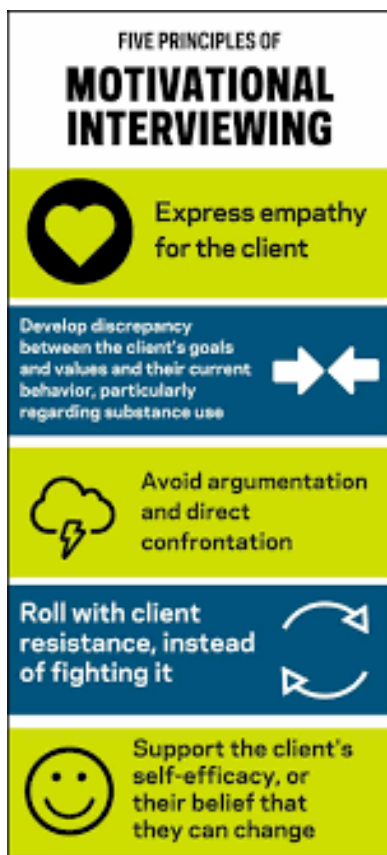 FIVE PRINCIPLES OF
MOTIVATIONAL
INTERVIEWING
Express empathy
for the client
Develop discrepancy
between the client's goals
and values and their current
behavior, particularly
regarding substance use
Avoid argumentation
and direct
confrontation
Roll with client
resistance, instead
of fighting it
Support the client's
self-efficacy, or
their belief that
they can change